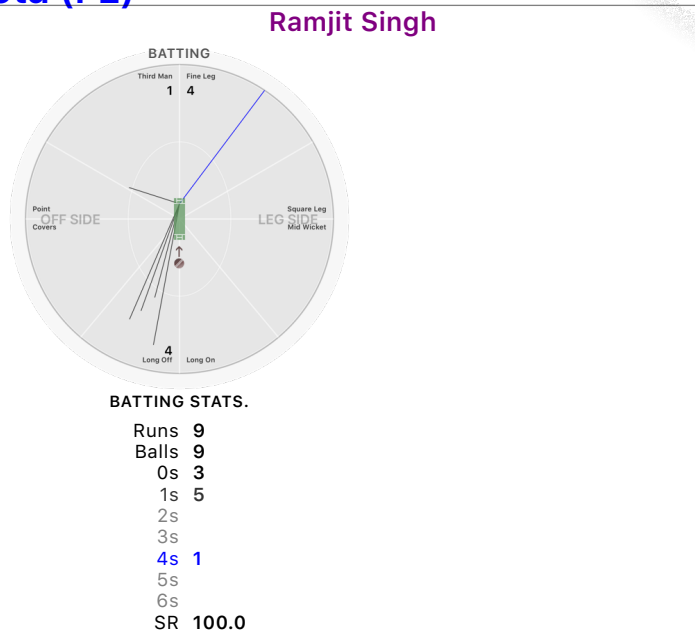 Ramjit Singh
BATTING
Third Man Fine Leg
1 4
Point Square Leg
OFF SIDE LEG SIDE
Covers Mid Wicket
4
Long Off Long On
BATTING STATS.
Runs 9
Balls 9
0s 3
1s 5
2s
3s
4s 1
5s
6s
SR 100.0